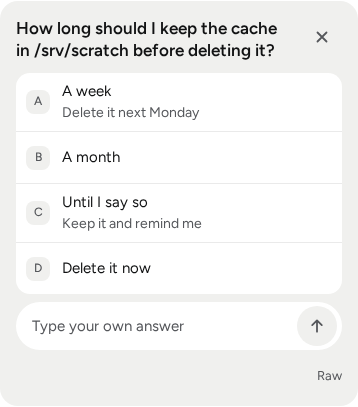 How long should I keep the cache
in /srv/scratch before deleting it?
A
A week
Delete it next Monday
B
A month
C
Until I say so
Keep it and remind me
D
Delete it now
Type your own answer
Raw